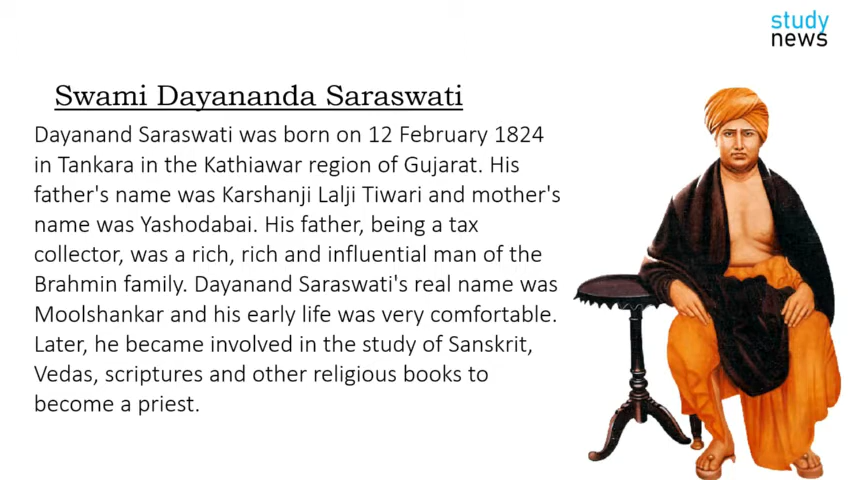 study
news
Swami Dayananda Saraswati
Dayanand Saraswati was born on 12 February 1824
in Tankara in the Kathiawar region of Gujarat. His
father's name was Karshanji Lalji Tiwari and mother's
name was Yashodabai. His father, being a tax
collector, was a rich, rich and influential man of the
Brahmin family. Dayanand Saraswati's real name was
Moolshankar and his early life was very comfortable.
Later, he became involved in the study of Sanskrit,
Vedas, scriptures and other religious books to
become a priest.